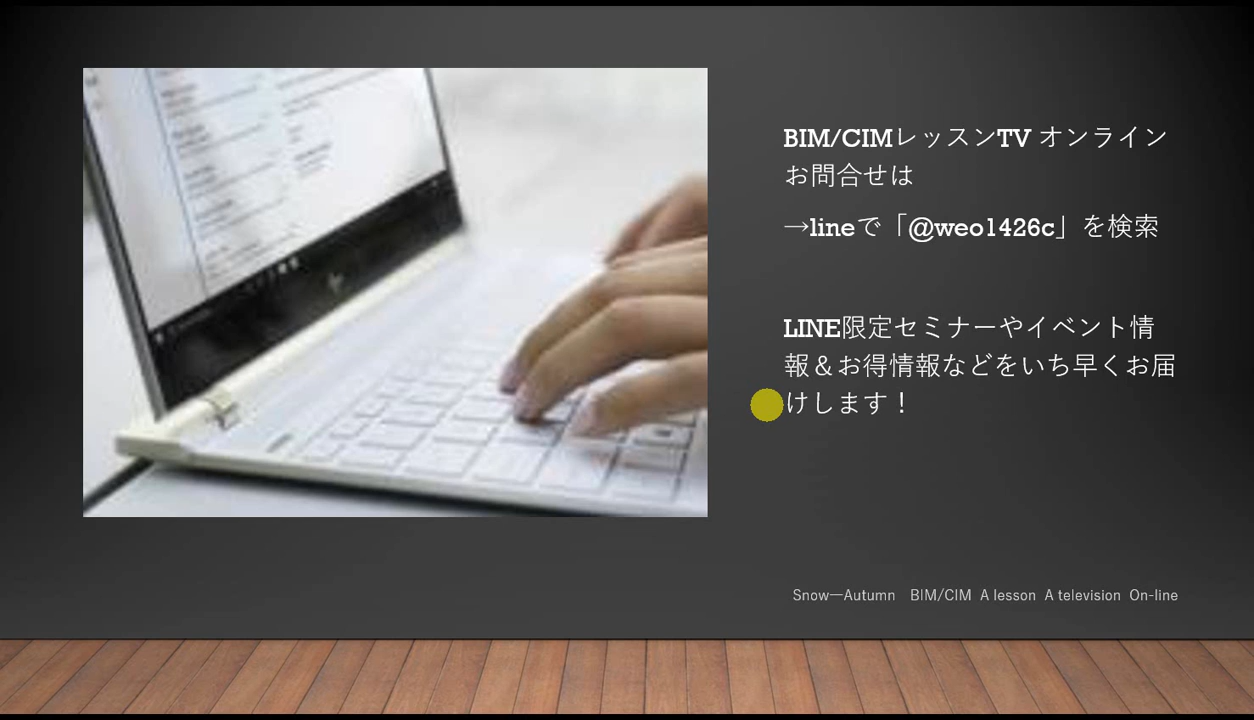 BIM/CIMレッスンTV オンライン
お問合せは
→lineで「@weo1426c」を検索
LINE限定セミナーやイベント情
報＆お得情報などをいち早くお届
けします！
Snow―Autumn　BIM/CIM  A lesson  A television  On-line